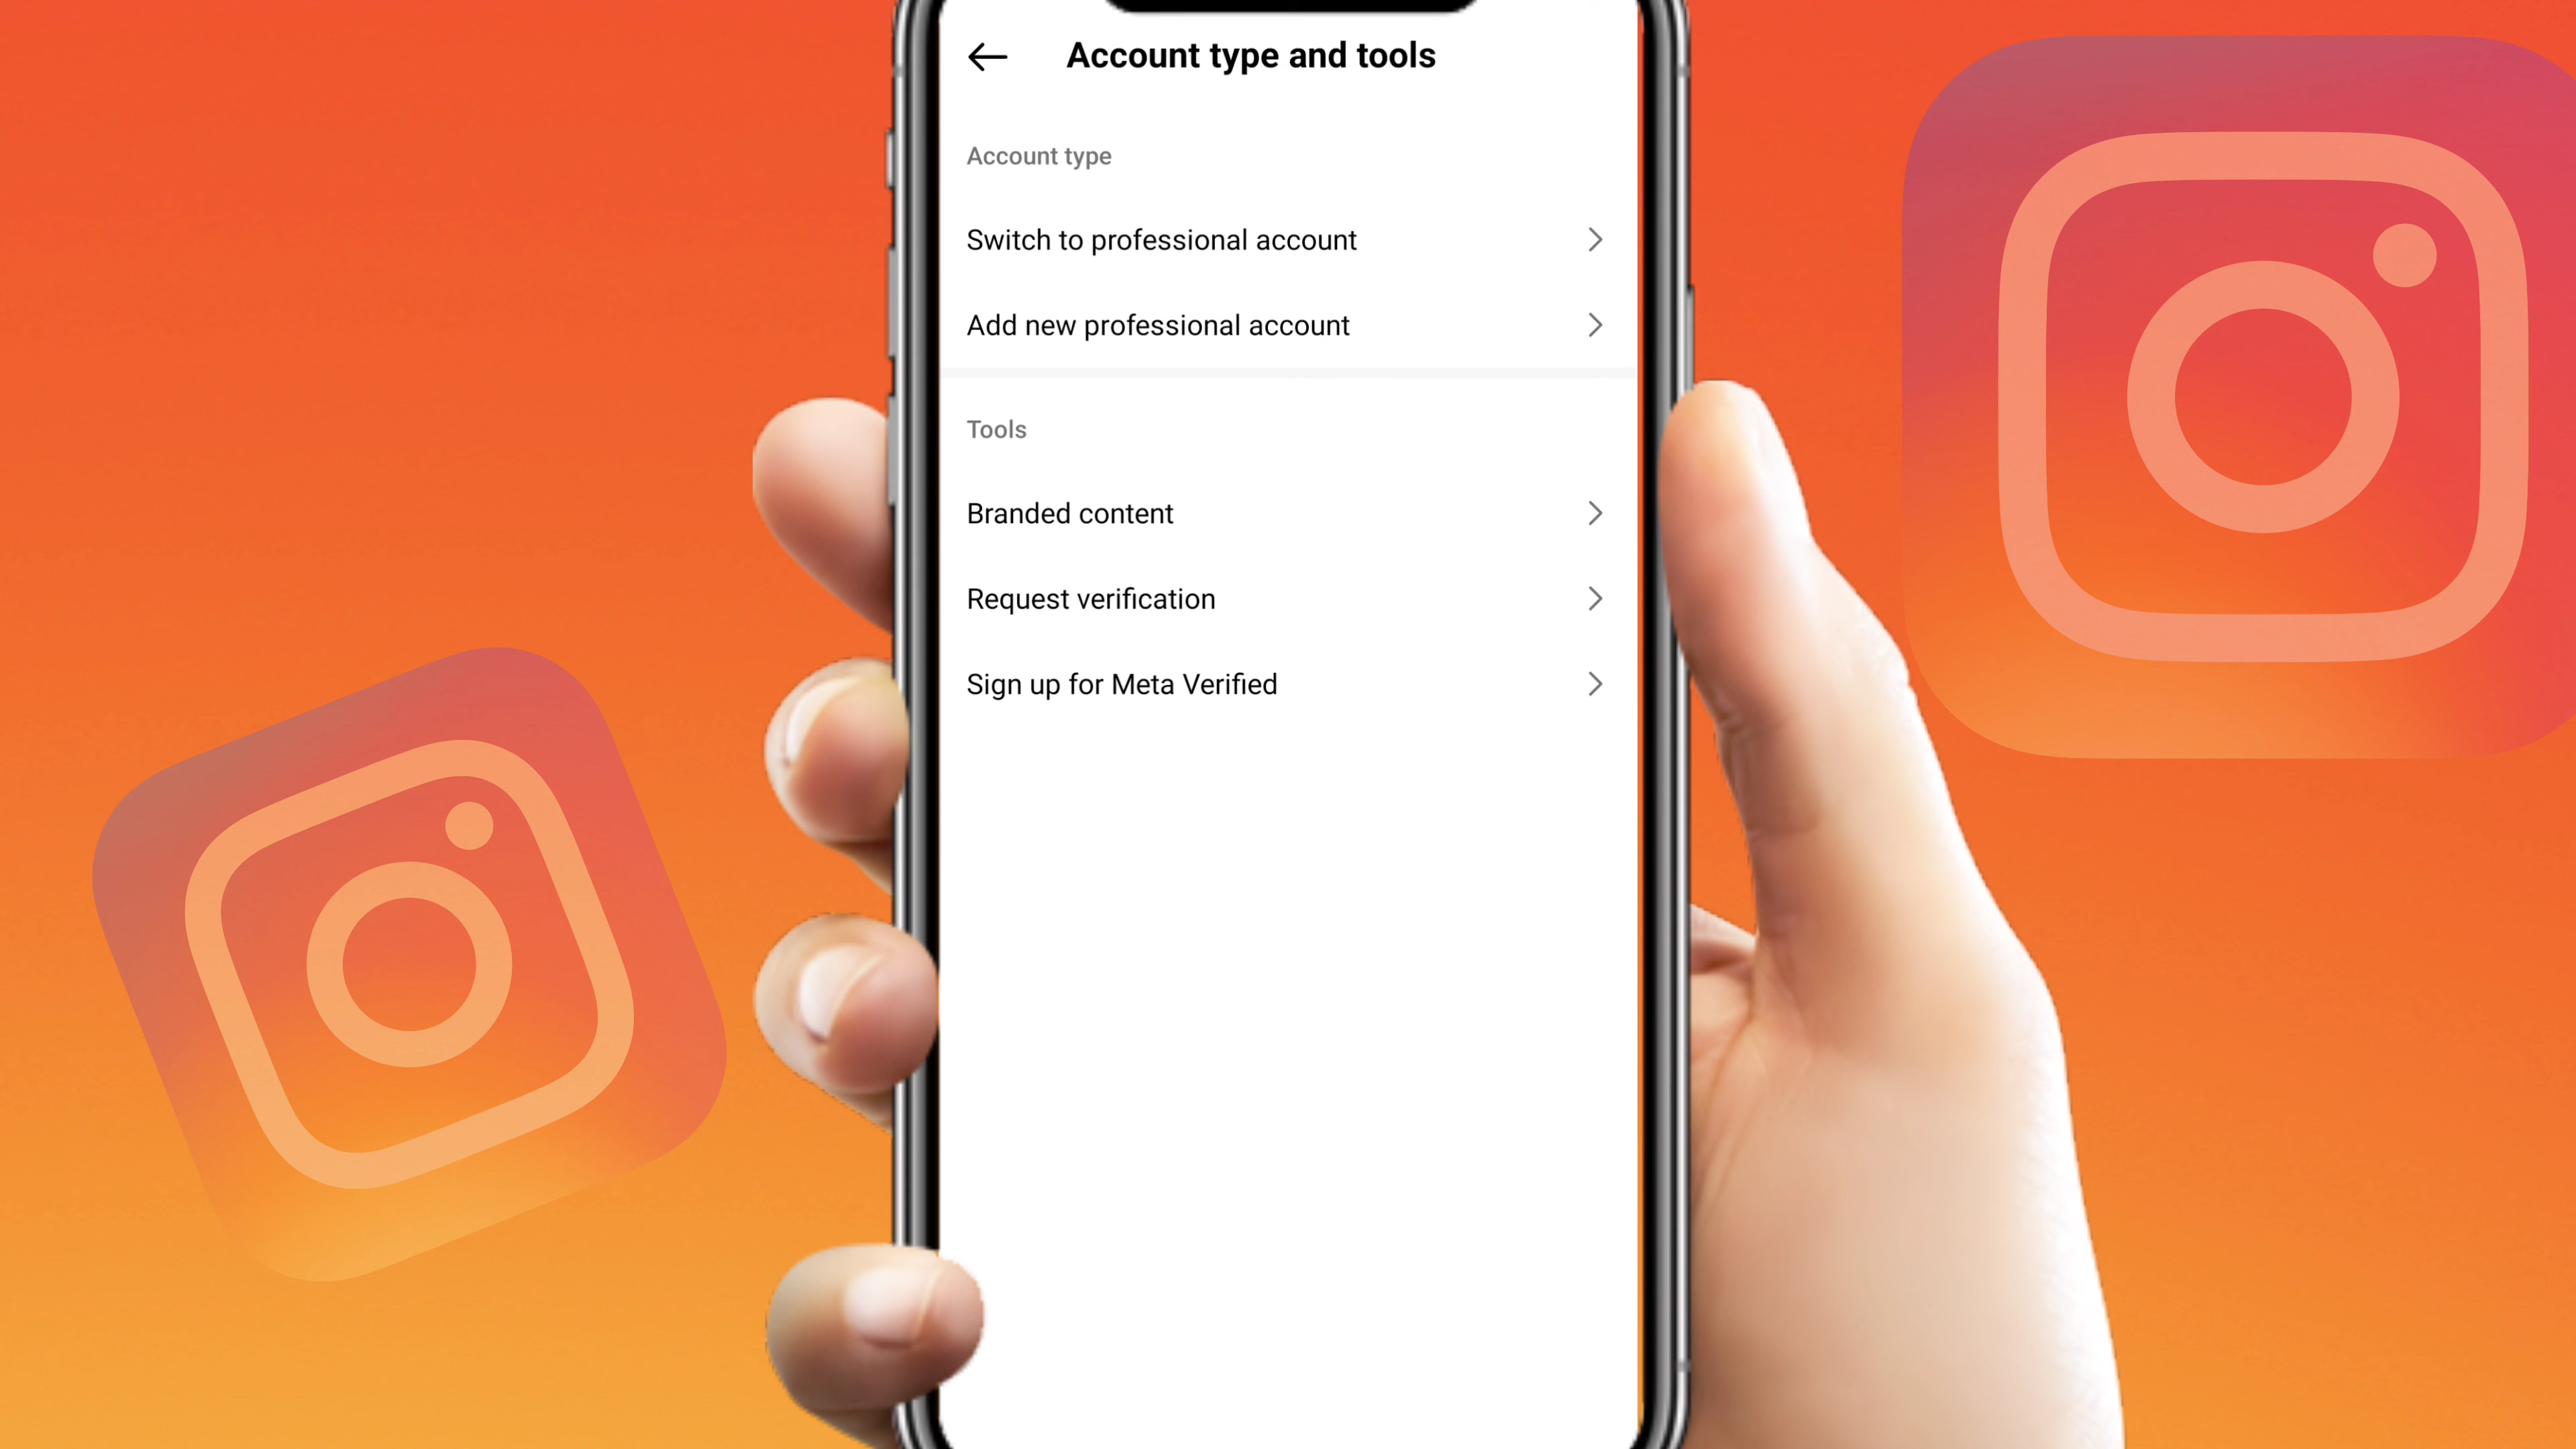 Account type and tools
Account type
Switch to professional account
Add new professional account
Tools
Branded content
Request verification
Sign up for Meta Verified